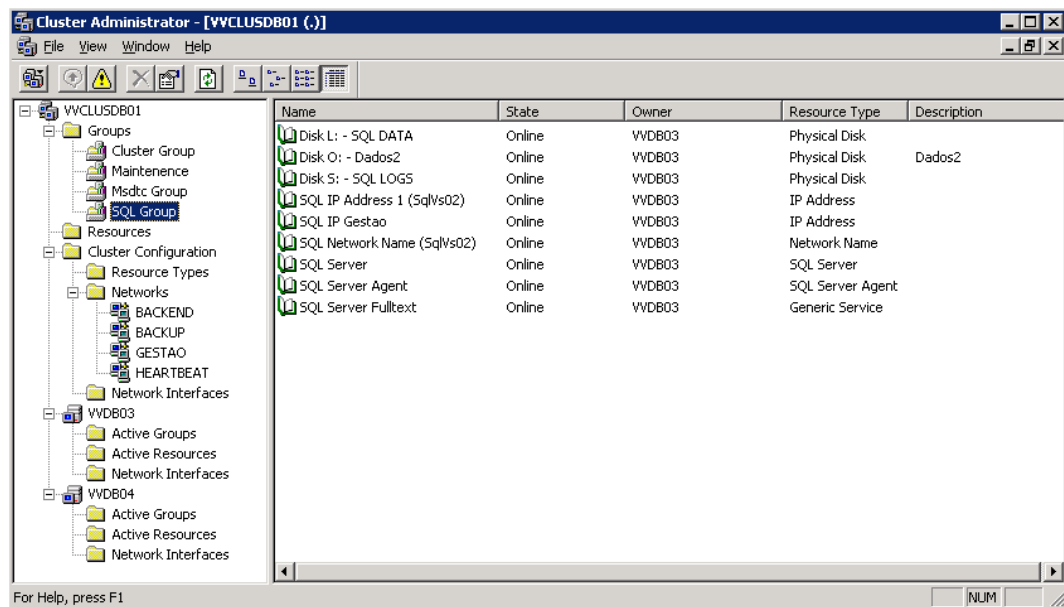 Cluster Administrator - [VVCLUSDB01 (.)]
File View Window Help
VVCLUSDB01
Groups
Cluster Group
Maintenence
Msdtc Group
SQL Group
Resources
Cluster Configuration
Resource Types
Networks
BACKEND
BACKUP
GESTAO
HEARTBEAT
Network Interfaces
VVDB03
Active Groups
Active Resources
Network Interfaces
VVDB04
Active Groups
Active Resources
Network Interfaces
Name State Owner Resource Type Description
Disk L: - SQL DATA Online VVDB03 Physical Disk
Disk O: - Dados2 Online VVDB03 Physical Disk Dados2
Disk S: - SQL LOGS Online VVDB03 Physical Disk
SQL IP Address 1 (SqlVs02) Online VVDB03 IP Address
SQL IP Gestao Online VVDB03 IP Address
SQL Network Name (SqlVs02) Online VVDB03 Network Name
SQL Server Online VVDB03 SQL Server
SQL Server Agent Online VVDB03 SQL Server Agent
SQL Server Fulltext Online VVDB03 Generic Service
For Help, press F1
NUM